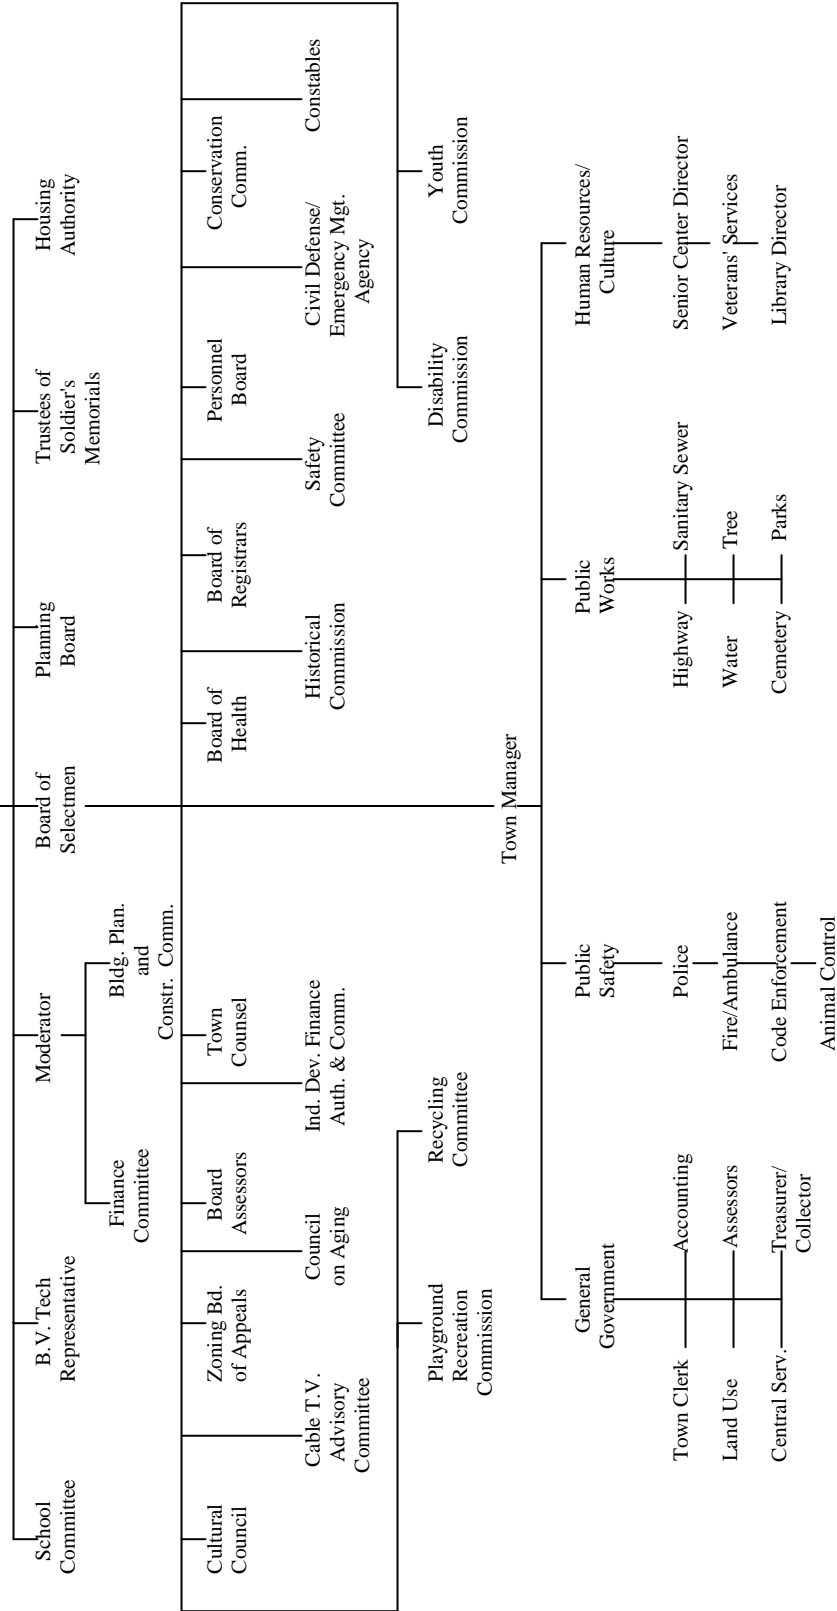 School
Committee
B.V. Tech
Representative
Moderator
Board of
Selectmen
Planning
Board
Trustees of
Soldier's
Memorials
Housing
Authority
Finance
Committee
Bldg. Plan.
and
Constr. Comm.
Cultural
Council
Zoning Bd.
of Appeals
Board
Assessors
Town
Counsel
Board of
Health
Board of
Registrars
Personnel
Board
Conservation
Comm.
Cable T.V.
Advisory
Committee
Council
on Aging
Ind. Dev. Finance
Auth. & Comm.
Historical
Commission
Safety
Committee
Civil Defense/
Emergency Mgt.
Agency
Constables
Playground
Recreation
Commission
Recycling
Committee
Disability
Commission
Youth
Commission
Town Manager
General
Government
Town Clerk
Accounting
Land Use
Assessors
Central Serv.
Treasurer/
Collector
Public
Safety
Police
Fire/Ambulance
Code Enforcement
Animal Control
Public
Works
Highway
Sanitary Sewer
Water
Tree
Cemetery
Parks
Human Resources/
Culture
Senior Center Director
Veterans' Services
Library Director